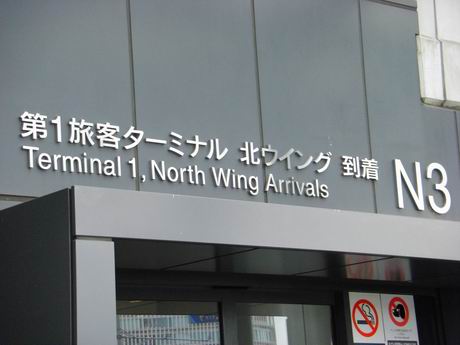 第1旅客ターミナル 北ウイング 到着
Terminal 1, North Wing Arrivals
N3